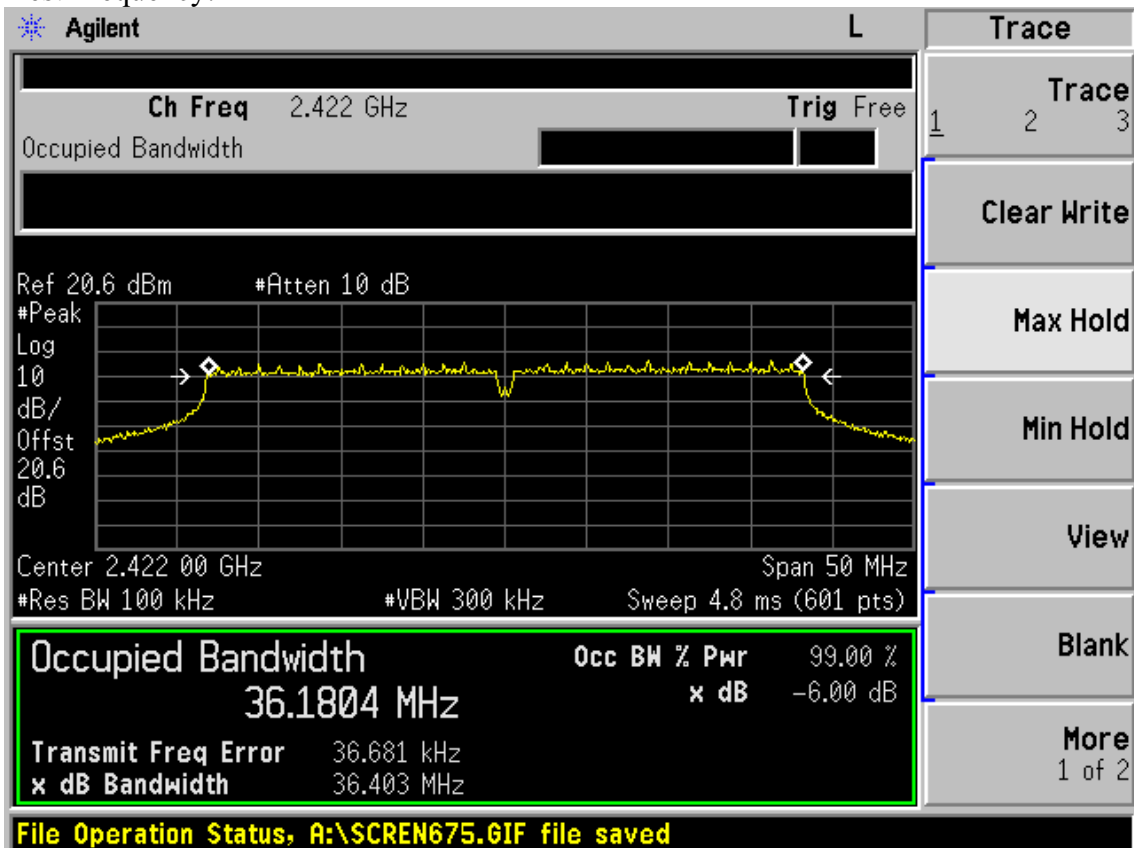 Agilent L Trace
Ch Freq 2.422 GHz Trig Free
Occupied Bandwidth
Trace
1 2 3
Clear Write
Max Hold
Min Hold
View
Blank
More
1 of 2
Ref 20.6 dBm #Atten 10 dB
#Peak
Log
10
dB/
Offst
20.6
dB
Center 2.422 00 GHz Span 50 MHz
#Res BW 100 kHz #VBW 300 kHz Sweep 4.8 ms (601 pts)
Occupied Bandwidth Occ BW % Pwr 99.00 %
36.1804 MHz x dB -6.00 dB
Transmit Freq Error 36.681 kHz
x dB Bandwidth 36.403 MHz
File Operation Status, A:\SCREN675.GIF file saved